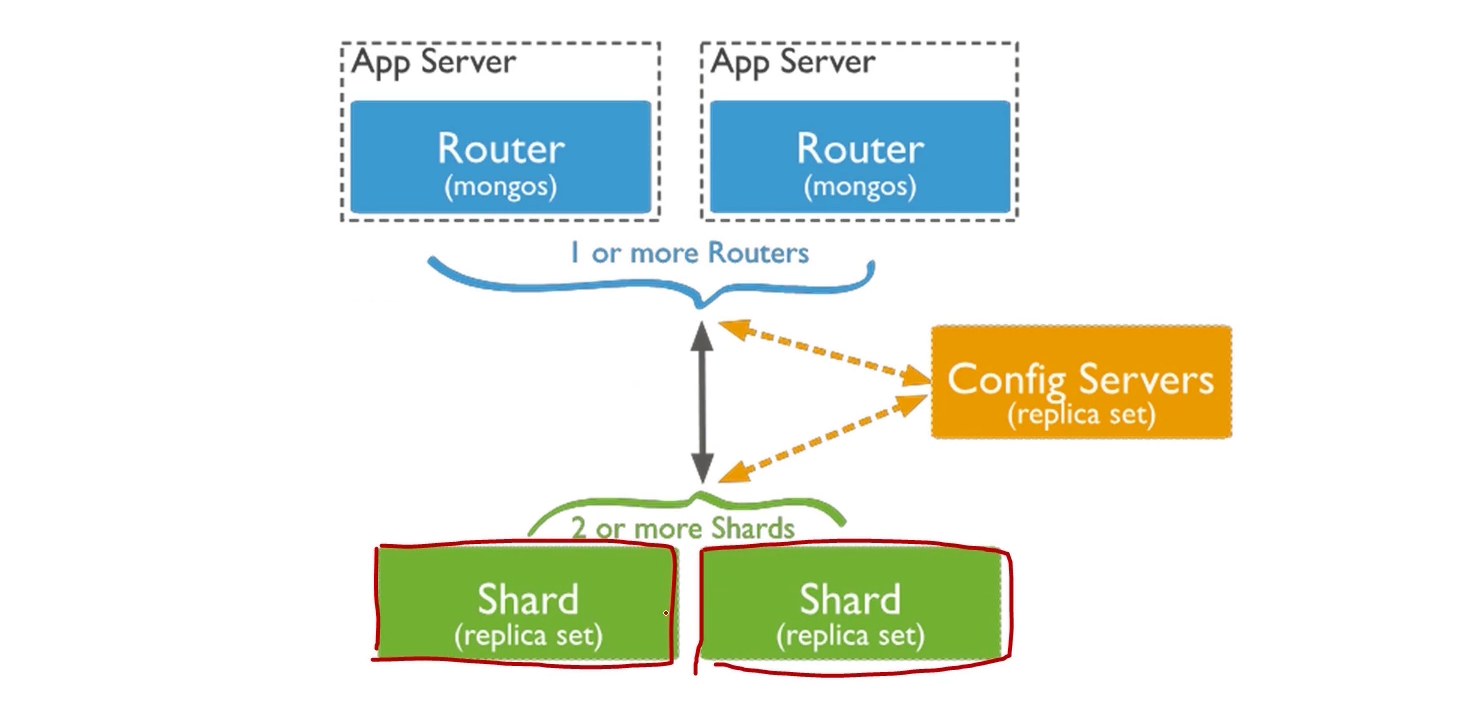 App Server
Router
(mongos)
App Server
Router
(mongos)
1 or more Routers
Config Servers
(replica set)
2 or more Shards
Shard
(replica set)
Shard
(replica set)